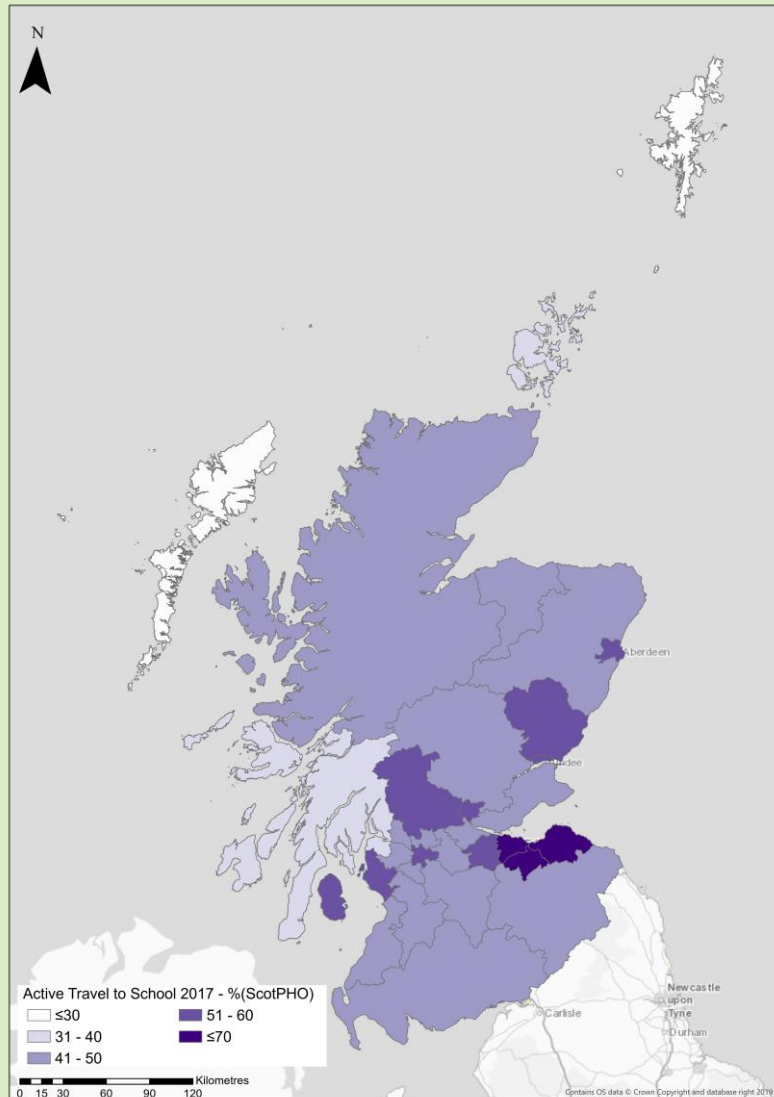 N
Aberdeen
Active Travel to School 2017 - %(ScotPHO)
≤30
51 - 60
31 - 40
≤70
41 - 50
Kilometres
0 15 30 60 90 120
Newcastle
upon
Tyne
Carlisle
Durham
Contains OS data © Crown Copyright and database right 2019